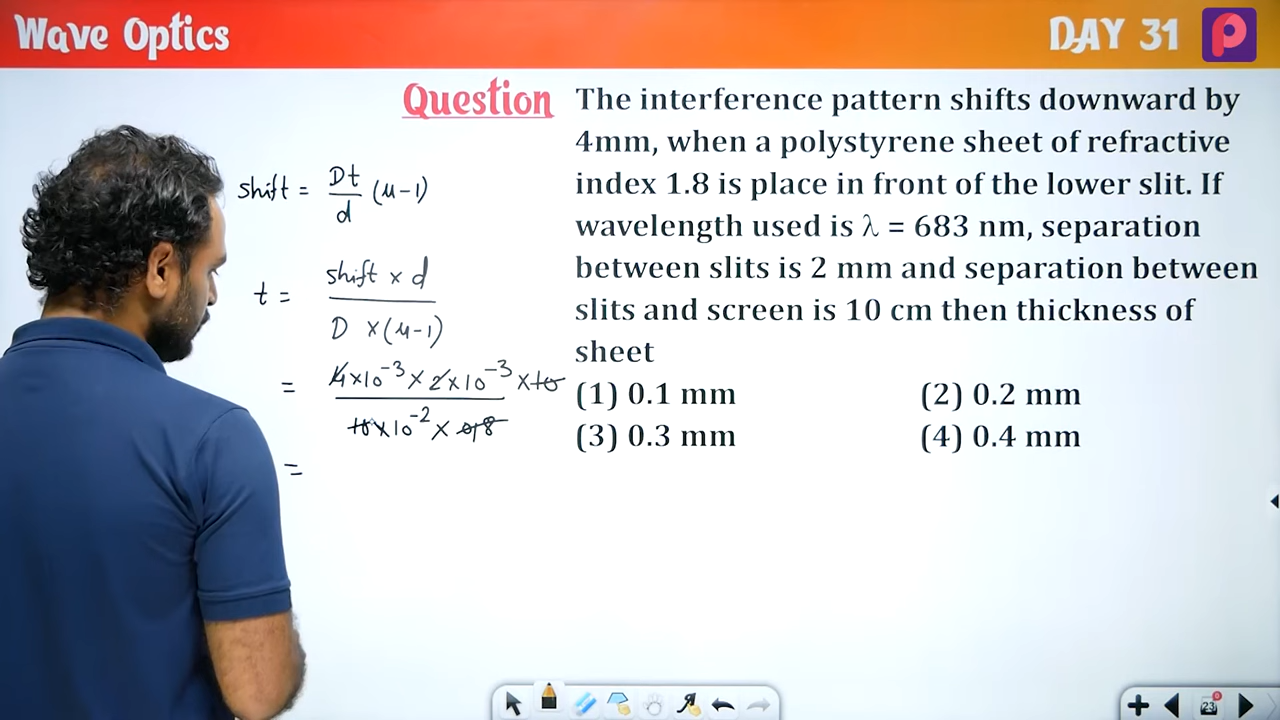 Wave Optics
DAY 31
Question
The interference pattern shifts downward by
4mm, when a polystyrene sheet of refractive
index 1.8 is place in front of the lower slit. If
wavelength used is λ = 683 nm, separation
between slits is 2 mm and separation between
slits and screen is 10 cm then thickness of
sheet
(1) 0.1 mm
(2) 0.2 mm
(3) 0.3 mm
(4) 0.4 mm
shift = Dt/d (μ-1)
t = shift × d / D × (μ-1)
= 4×10⁻³ × 2×10⁻³ ×10 / 10×10⁻² × 0.8
=
23